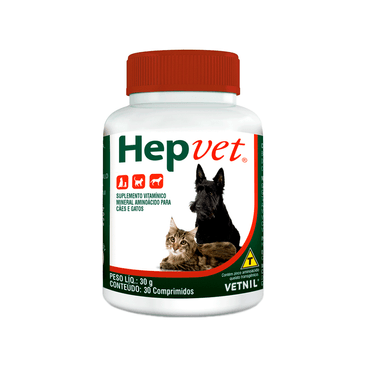 Hepvet®
SUPLEMENTO VITAMÍNICO
MINERAL AMINOÁCIDO PARA
CÃES E GATOS
PESO LÍQ.: 30 g
CONTEÚDO: 30 Comprimidos
T
VETNIL®